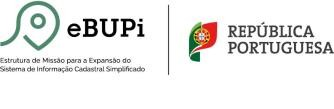 eBUPi
Estrutura de Missão para a Expansão do
Sistema de Informação Cadastral Simplificado
REPÚBLICA
PORTUGUESA